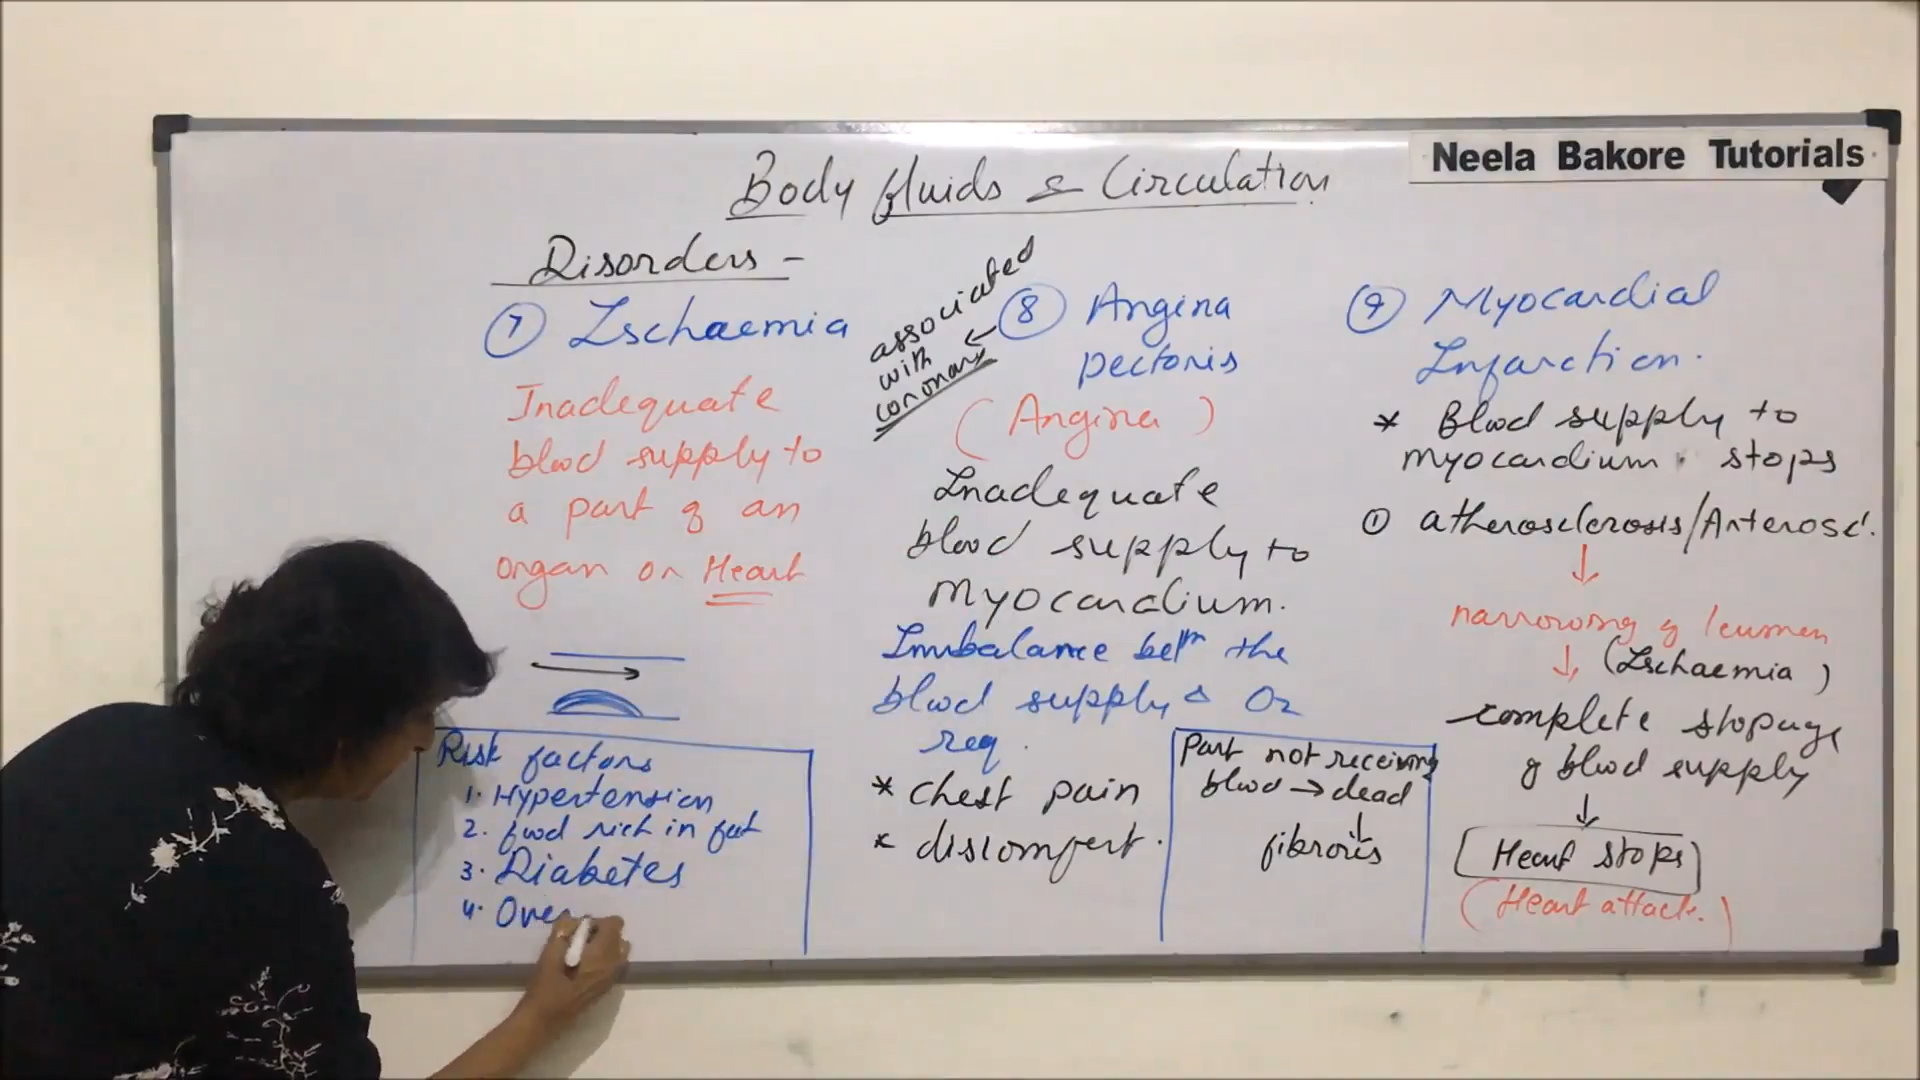 Neela Bakore Tutorials
Body fluids & Circulation
Disorders -
7 Ischaemia
Inadequate
blood supply to
a part of an
organ or Heart
Risk factors
1. Hypertension
2. food rich in fat
3. Diabetes
4. Over
associated
with
coronary
8 Angina
pectoris
(Angina)
Inadequate
blood supply to
myocardium.
Imbalance betn the
blood supply & O2
req.
* chest pain
* discomfort.
Part not receiving
blood → dead
↓
fibrosis
9 Myocardial
Infarction.
* Blood supply to
myocardium stops
1 atherosclerosis/Arterioscl.
↓
narrowing of lumen
↓ (Ischaemia)
complete stopage
of blood supply
↓
Heart stops
(Heart attack.)